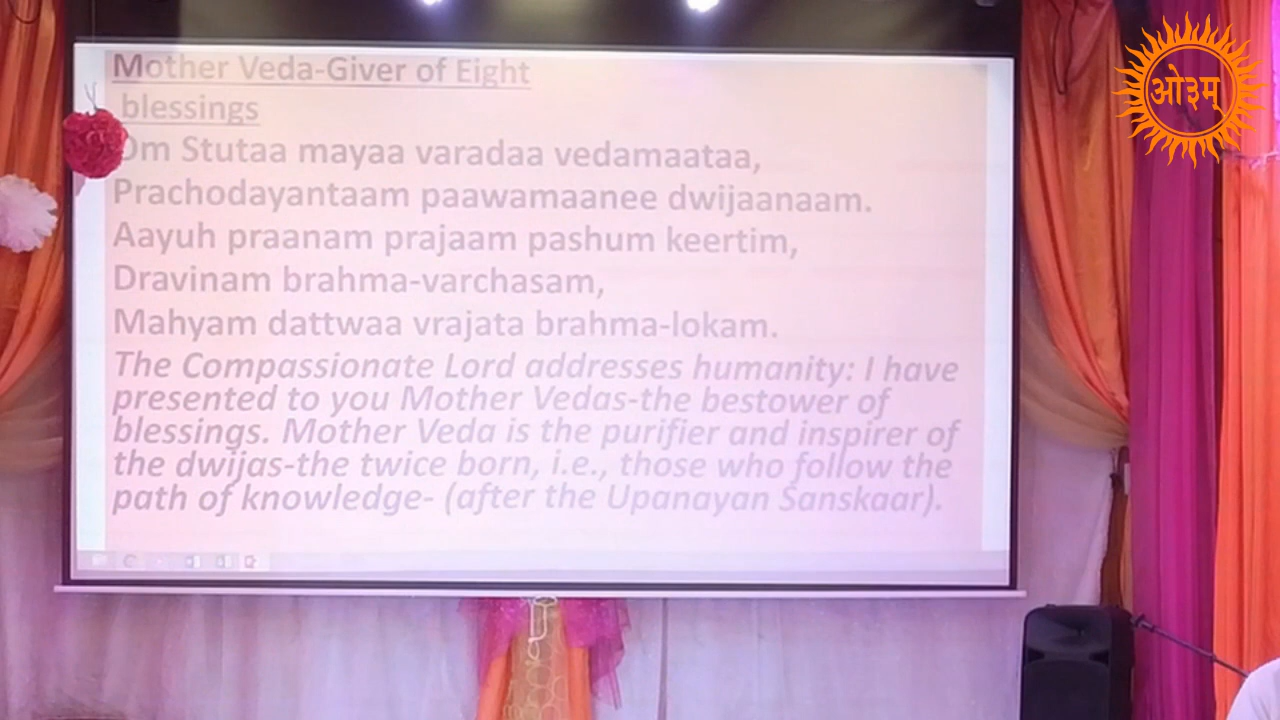 Mother Veda-Giver of Eight
blessings
Om Stutaa mayaa varadaa vedamaataa,
Prachodayantaam paawamaanee dwijaanaam.
Aayuh praanam prajaam pashum keertim,
Dravinam brahma-varchasam,
Mahyam dattwaa vrajata brahma-lokam.
The Compassionate Lord addresses humanity: I have
presented to you Mother Vedas-the bestower of
blessings. Mother Veda is the purifier and inspirer of
the dwijas-the twice born, i.e., those who follow the
path of knowledge- (after the Upanayan Sanskaar).
ओ३म्